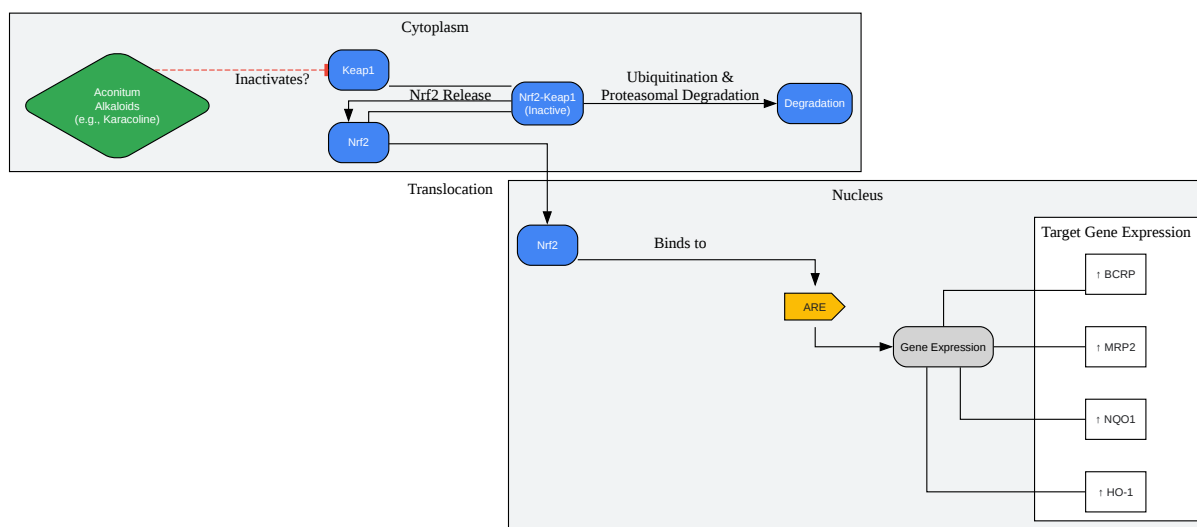 Cytoplasm
Aconitum
Alkaloids
(e.g., Karacoline)
Inactivates?
Keap1
Nrf2 Release
Nrf2
Nrf2-Keap1
(Inactive)
Ubiquitination &
Proteasomal Degradation
Degradation
Translocation
Nucleus
Nrf2
Binds to
ARE
Gene Expression
Target Gene Expression
↑ BCRP
↑ MRP2
↑ NQO1
↑ HO-1